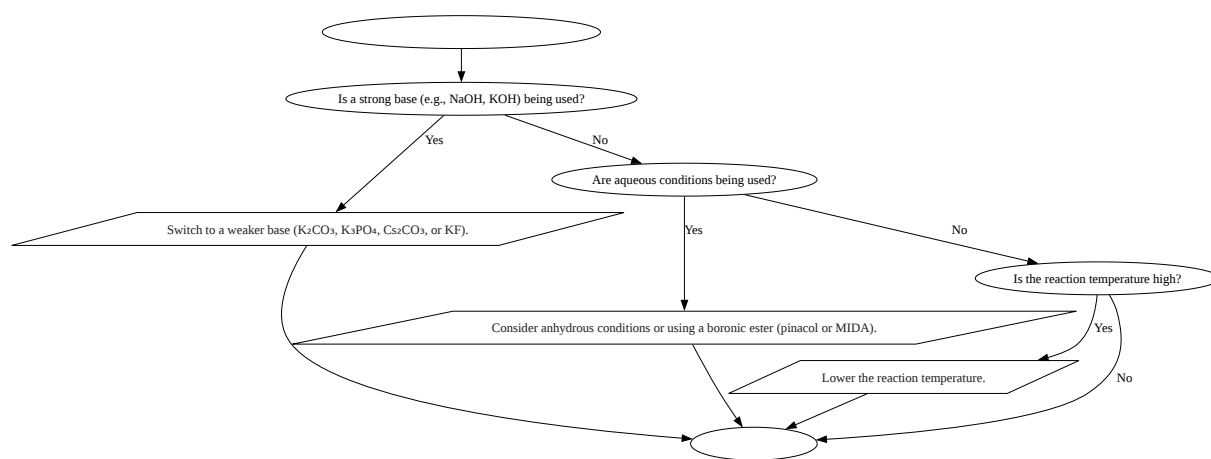 Is a strong base (e.g., NaOH, KOH) being used?
Yes
No
Are aqueous conditions being used?
Switch to a weaker base (K₂CO₃, K₃PO₄, Cs₂CO₃, or KF).
Yes
No
Is the reaction temperature high?
Consider anhydrous conditions or using a boronic ester (pinacol or MIDA).
Yes
Lower the reaction temperature.
No